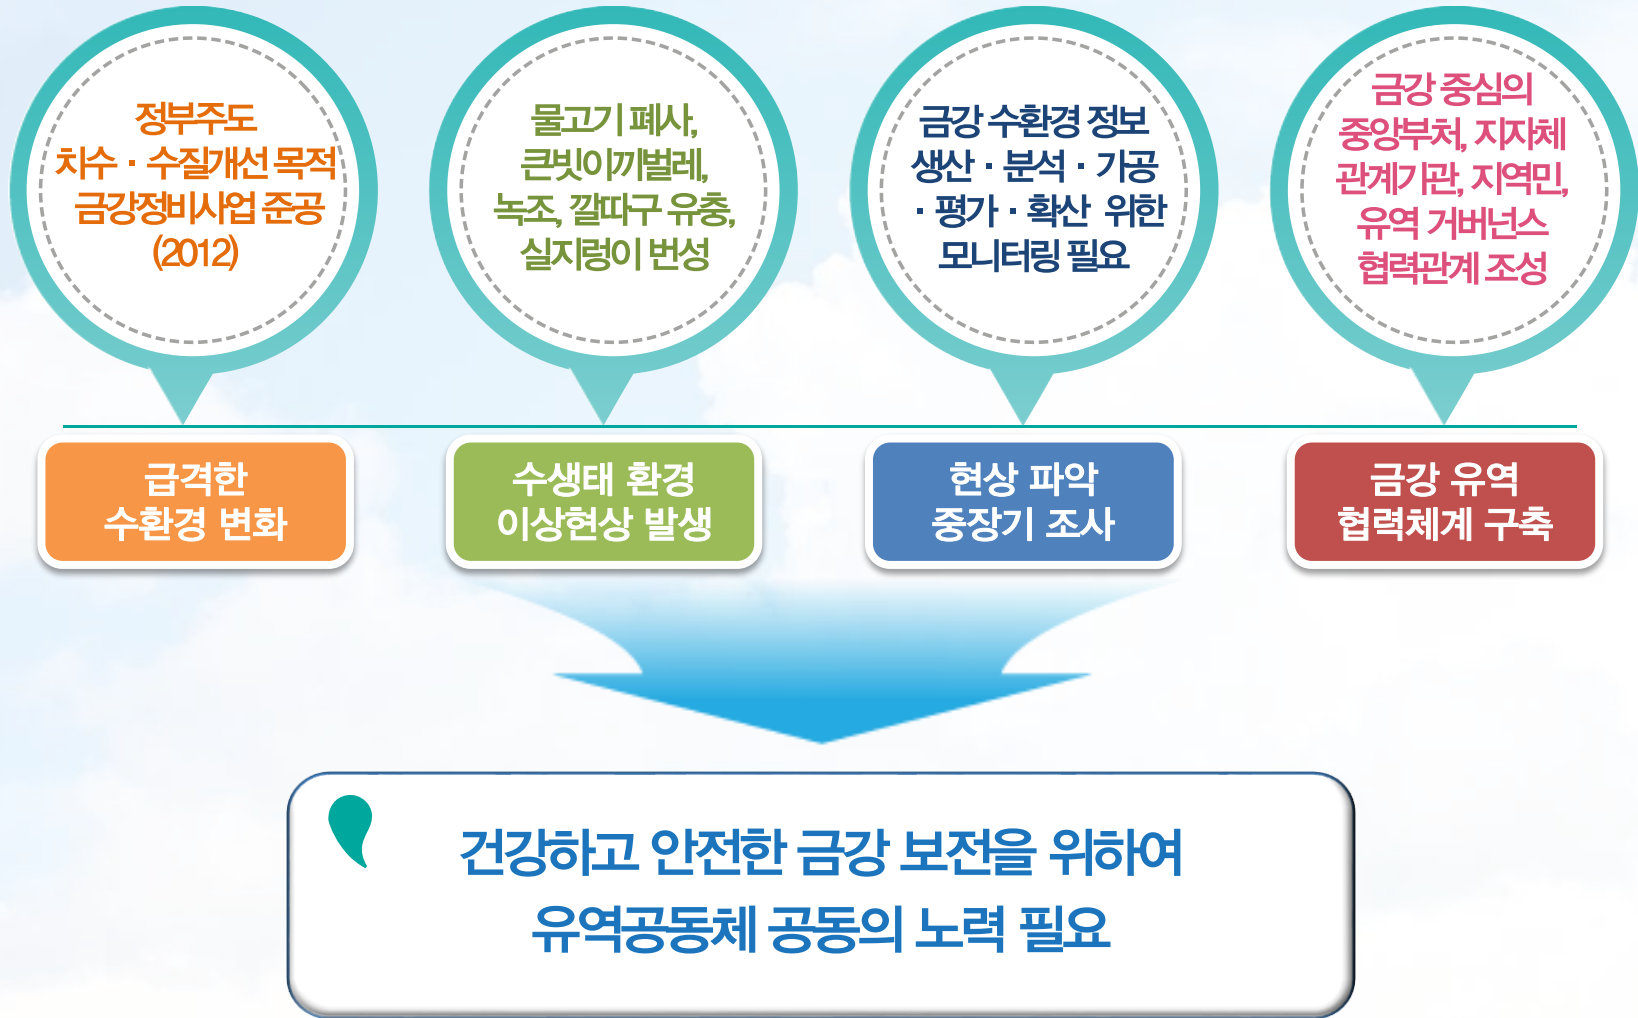 정부주도
치수 · 수질개선 목적
금강정비사업 준공
(2012)
물고기 폐사,
큰빗이끼벌레,
녹조, 깔따구 유충,
실지렁이 번성
금강 수환경 정보
생산 · 분석 · 가공
· 평가 · 확산 위한
모니터링 필요
금강 중심의
중앙부처, 지자체
관계기관, 지역민,
유역 거버넌스
협력관계 조성
급격한
수환경 변화
수생태 환경
이상현상 발생
현상 파악
중장기 조사
금강 유역
협력체계 구축
건강하고 안전한 금강 보전을 위하여
유역공동체 공동의 노력 필요